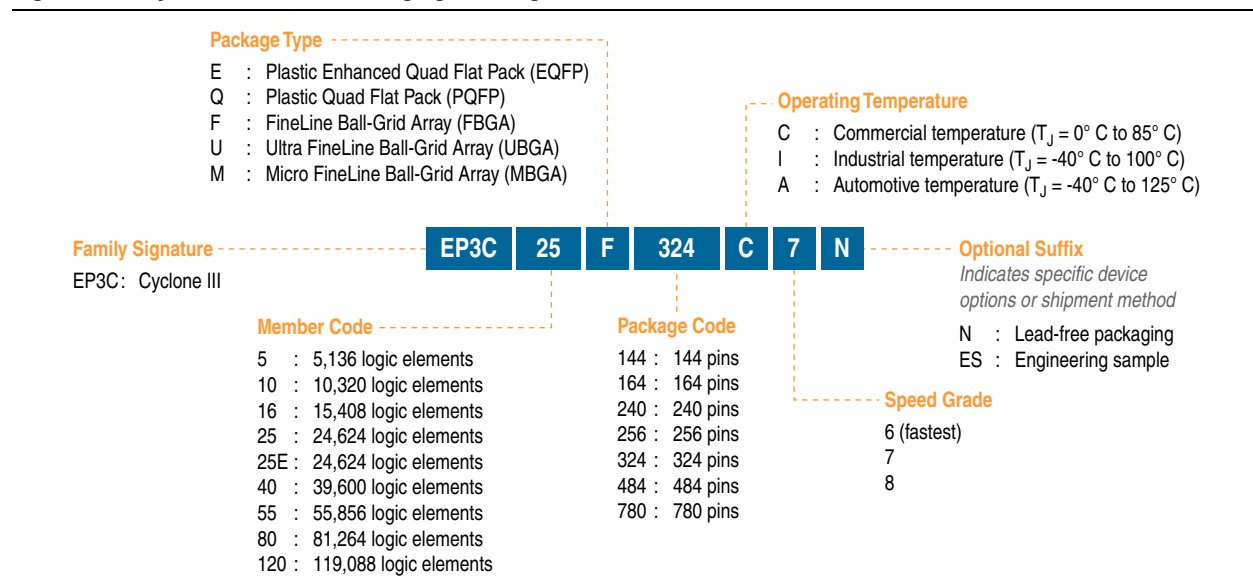 Package Type
E : Plastic Enhanced Quad Flat Pack (EQFP)
Q : Plastic Quad Flat Pack (PQFP)
F : FineLine Ball-Grid Array (FBGA)
U : Ultra FineLine Ball-Grid Array (UBGA)
M : Micro FineLine Ball-Grid Array (MBGA)
Operating Temperature
C : Commercial temperature (TJ = 0° C to 85° C)
I : Industrial temperature (TJ = -40° C to 100° C)
A : Automotive temperature (TJ = -40° C to 125° C)
Family Signature
EP3C : Cyclone III
EP3C 25 F 324 C 7 N
Optional Suffix
Indicates specific device
options or shipment method
N : Lead-free packaging
ES : Engineering sample
Member Code
5 : 5,136 logic elements
10 : 10,320 logic elements
16 : 15,408 logic elements
25 : 24,624 logic elements
25E : 24,624 logic elements
40 : 39,600 logic elements
55 : 55,856 logic elements
80 : 81,264 logic elements
120 : 119,088 logic elements
Package Code
144 : 144 pins
164 : 164 pins
240 : 240 pins
256 : 256 pins
324 : 324 pins
484 : 484 pins
780 : 780 pins
Speed Grade
6 (fastest)
7
8